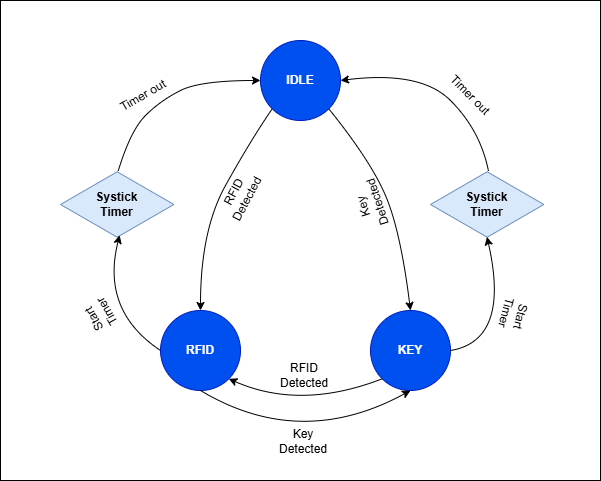 IDLE
Timer out
Timer out
RFID
Detected
Key
Detected
Systick
Timer
Systick
Timer
Start
Timer
Start
Timer
RFID
KEY
RFID
Detected
Key
Detected